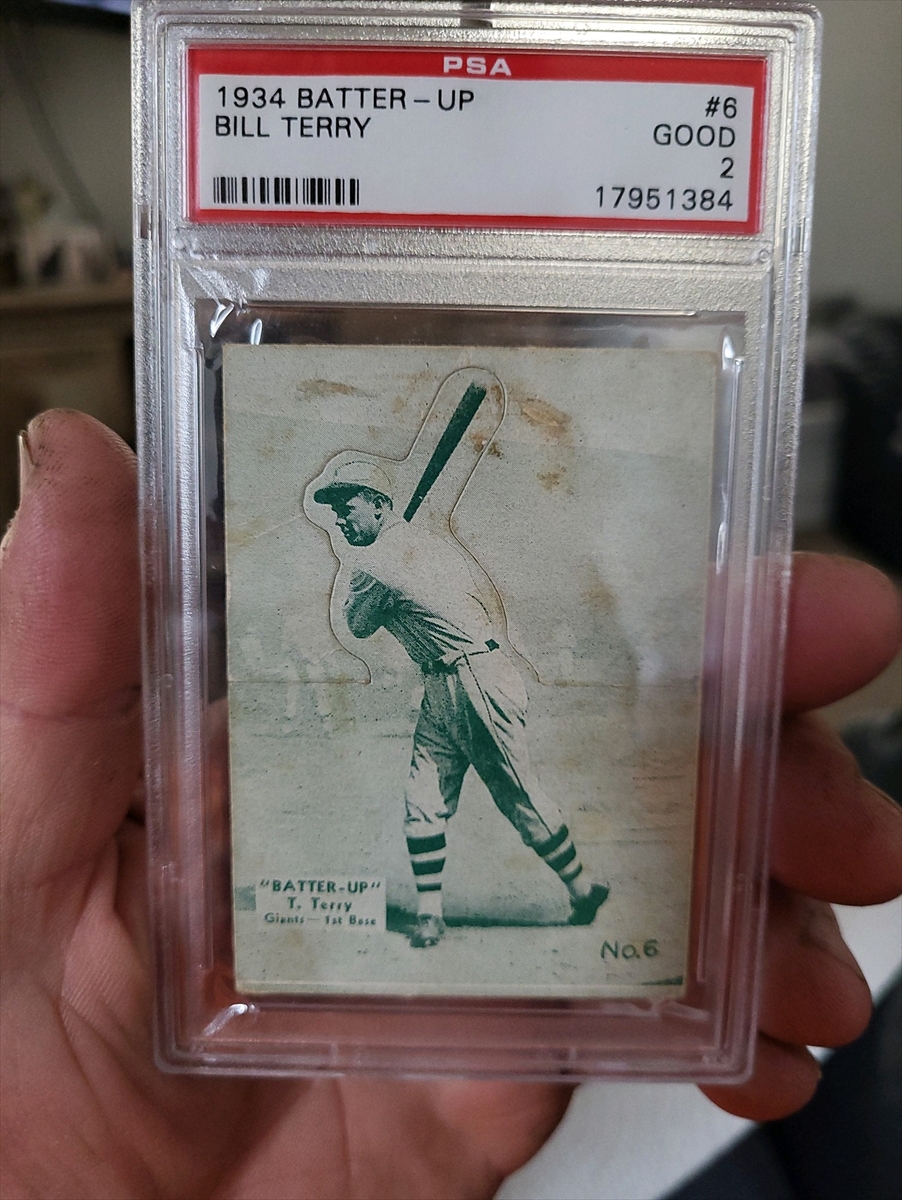 PSA
1934 BATTER-UP #6
BILL TERRY GOOD
2
17951384
"BATTER-UP"
T. Terry
Giants — 1st Base
No.6